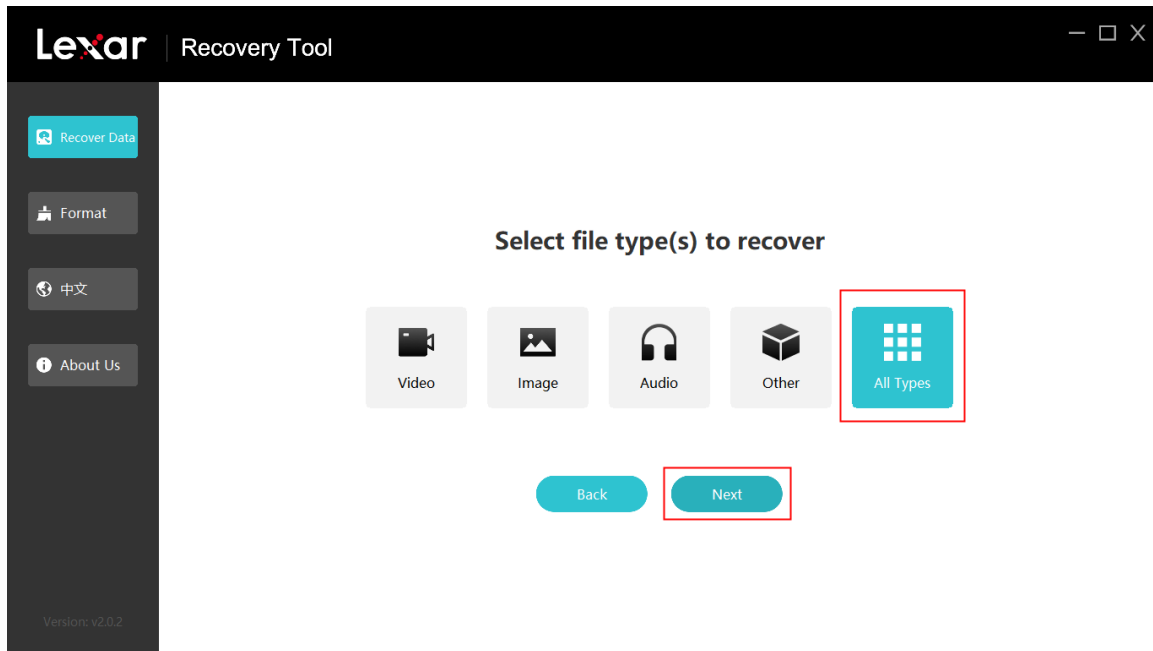 Lexar Recovery Tool
Recover Data
Format
中文
About Us
Version: v2.0.2
Select file type(s) to recover
Video Image Audio Other All Types
Back Next